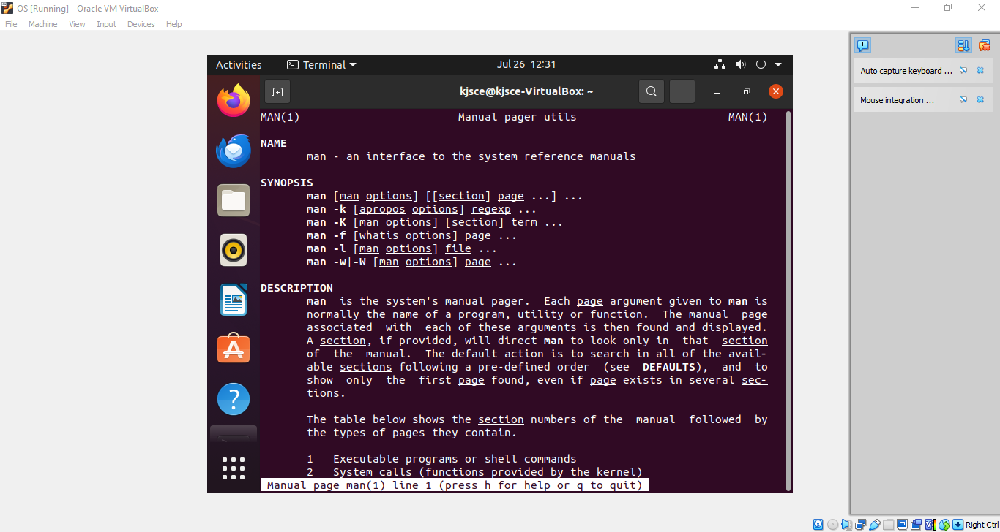 OS [Running] - Oracle VM VirtualBox
File Machine View Input Devices Help
Activities Terminal Jul 26 12:31
kjsce@kjsce-VirtualBox: ~
MAN(1) Manual pager utils MAN(1)
NAME
man - an interface to the system reference manuals
SYNOPSIS
man [man options] [[section] page ...] ...
man -k [apropos options] regexp ...
man -K [man options] [section] term ...
man -f [whatis options] page ...
man -l [man options] file ...
man -w|-W [man options] page ...
DESCRIPTION
man is the system's manual pager. Each page argument given to man is
normally the name of a program, utility or function. The manual page
associated with each of these arguments is then found and displayed.
A section, if provided, will direct man to look only in that section
of the manual. The default action is to search in all of the avail-
able sections following a pre-defined order (see DEFAULTS), and to
show only the first page found, even if page exists in several sec-
tions.
The table below shows the section numbers of the manual followed by
the types of pages they contain.
1 Executable programs or shell commands
2 System calls (functions provided by the kernel)
Manual page man(1) line 1 (press h for help or q to quit)
Auto capture keyboard ...
Mouse integration ...
Right Ctrl